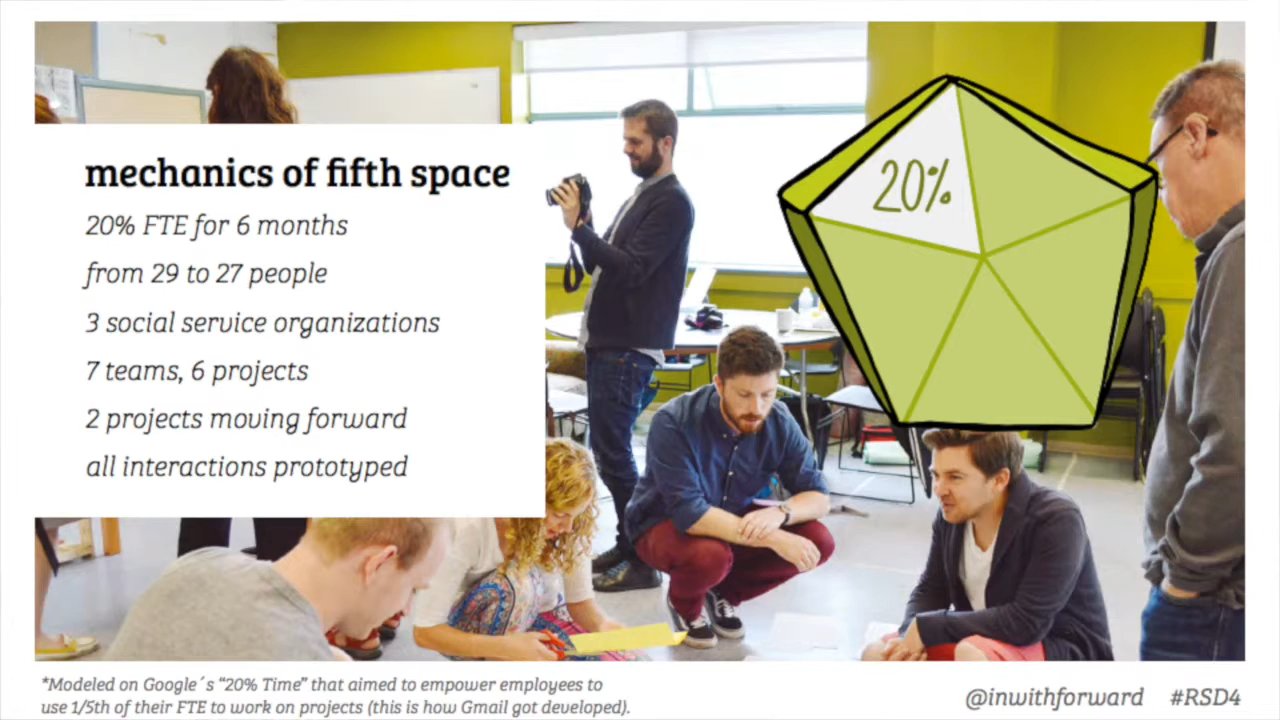 mechanics of fifth space
20% FTE for 6 months
from 29 to 27 people
3 social service organizations
7 teams, 6 projects
2 projects moving forward
all interactions prototyped
20%
*Modeled on Google´s “20% Time” that aimed to empower employees to
use 1/5th of their FTE to work on projects (this is how Gmail got developed).
@inwithforward #RSD4